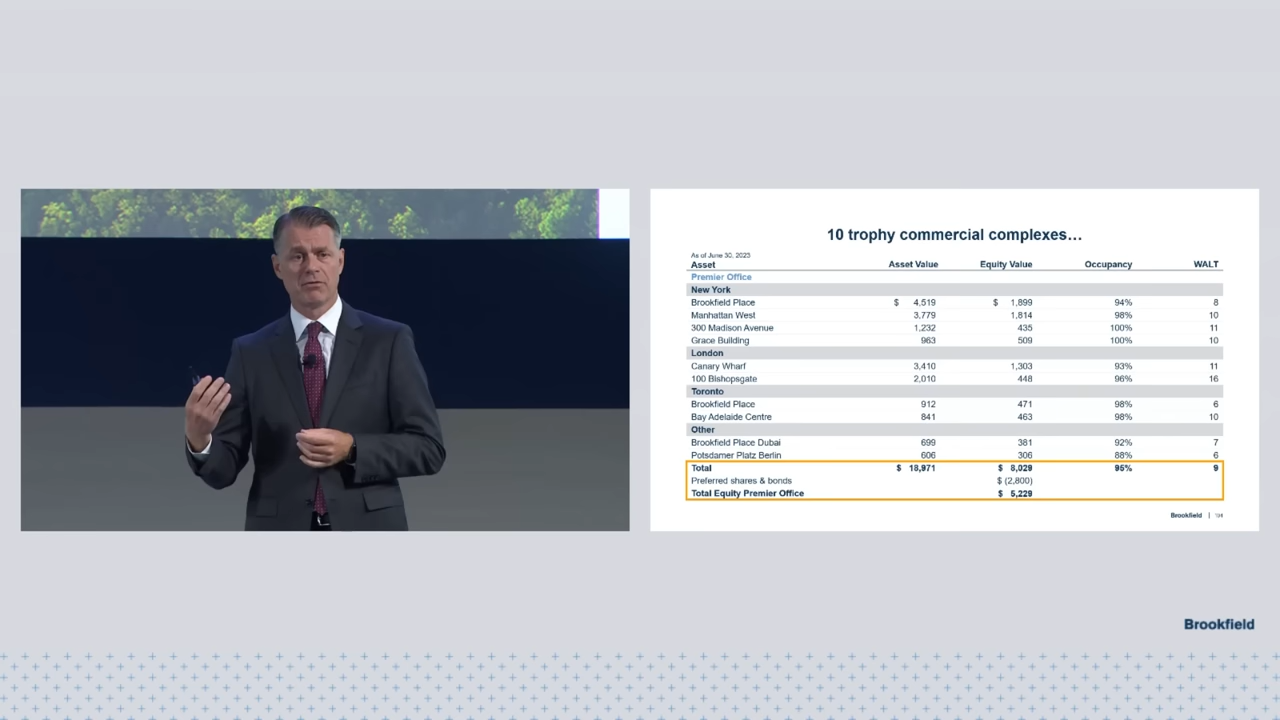 10 trophy commercial complexes…
As of June 30, 2023
Asset Asset Value Equity Value Occupancy WALT
Premier Office
New York
Brookfield Place $ 4,519 $ 1,899 94% 8
Manhattan West 3,779 1,814 98% 10
300 Madison Avenue 1,232 435 100% 11
Grace Building 963 509 100% 10
London
Canary Wharf 3,410 1,303 93% 11
100 Bishopsgate 2,010 448 96% 16
Toronto
Brookfield Place 912 471 98% 6
Bay Adelaide Centre 841 463 98% 10
Other
Brookfield Place Dubai 699 381 92% 7
Potsdamer Platz Berlin 606 306 88% 6
Total $ 18,971 $ 8,029 95% 9
Preferred shares & bonds $ (2,800)
Total Equity Premier Office $ 5,229
Brookfield |
Brookfield